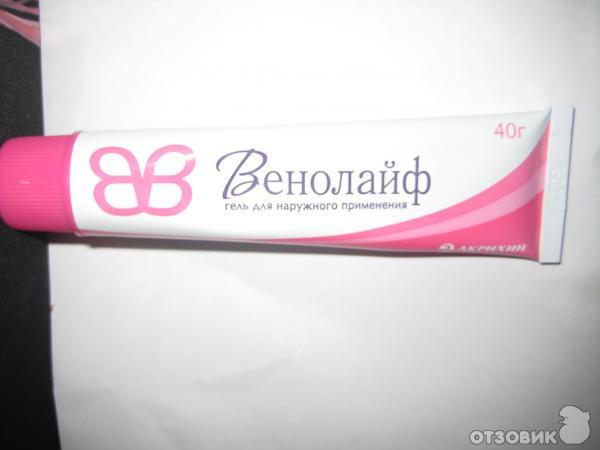 40г
Венолайф
гель для наружного применения
АКРИХИН
ОТЗОВИК